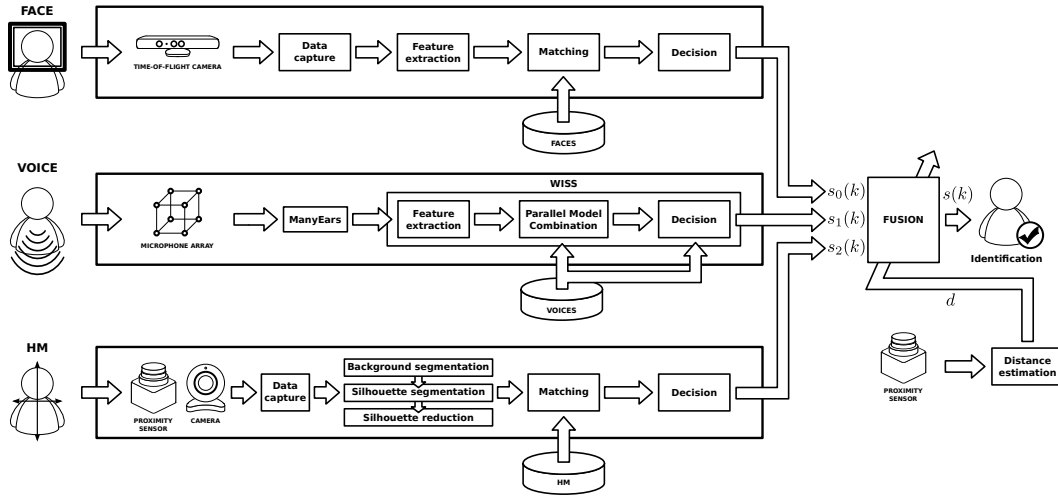 FACE
TIME-OF-FLIGHT CAMERA
Data
capture
Feature
extraction
Matching
Decision
FACES
VOICE
MICROPHONE ARRAY
ManyEars
WISS
Feature
extraction
Parallel Model
Combination
Decision
VOICES
HM
PROXIMITY
SENSOR
CAMERA
Data
capture
Background segmentation
Silhouette segmentation
Silhouette reduction
Matching
Decision
HM
s₀(k)
s₁(k)
s₂(k)
FUSION
s(k)
Identification
d
PROXIMITY
SENSOR
Distance
estimation